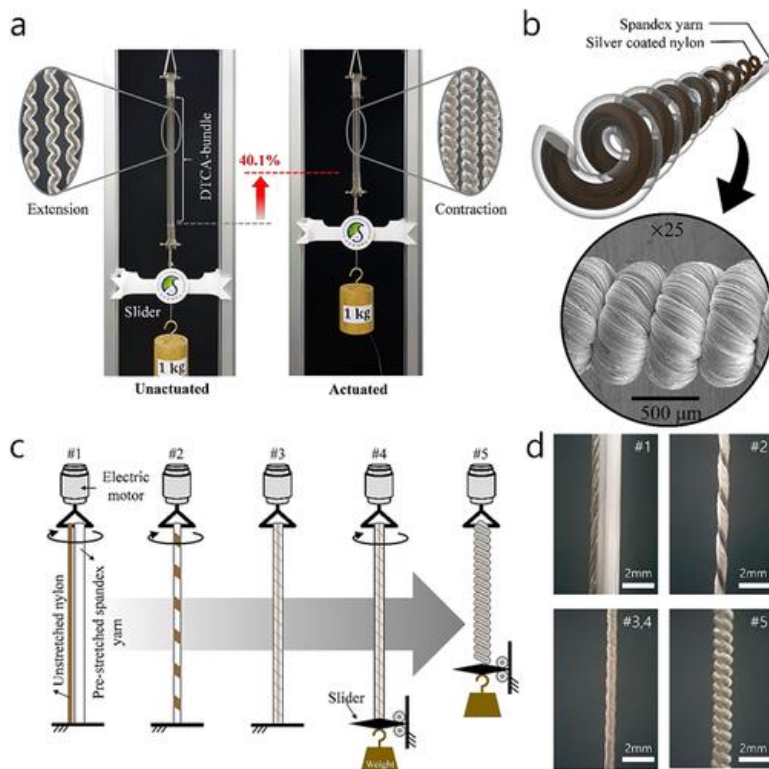 a
Extension
DTCA-bundle
40.1%
Contraction
Slider
1 kg
1 kg
Unactuated
Actuated
b
Spandex yarn
Silver coated nylon
×25
500 μm
c
#1
#2
#3
#4
#5
Electric
motor
Unstretched nylon
Pre-stretched spandex
yarn
Slider
Weight
d
#1
2mm
#2
2mm
#3,4
2mm
#5
2mm